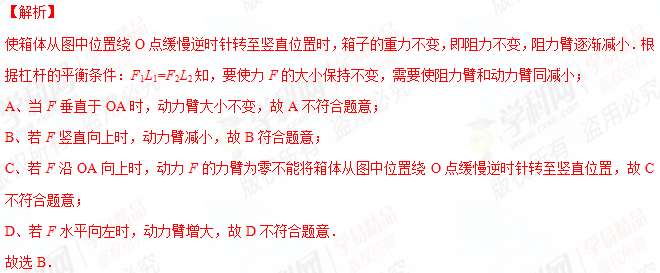 【解析】
使箱体从图中位置绕 O 点缓慢逆时针转至竖直位置时，箱子的重力不变，即阻力不变，阻力臂逐渐减小．根
据杠杆的平衡条件：F₁L₁=F₂L₂知，要使力 F 的大小保持不变，需要使阻力臂和动力臂同减小；
A、当 F 垂直于 OA 时，动力臂大小不变，故 A 不符合题意；
B、若 F 竖直向上时，动力臂减小，故 B 符合题意；
C、若 F 沿 OA 向上时，动力 F 的力臂为零不能将箱体从图中位置绕 O 点缓慢逆时针转至竖直位置，故 C
不符合题意；
D、若 F 水平向左时，动力臂增大，故 D 不符合题意．
故选 B．